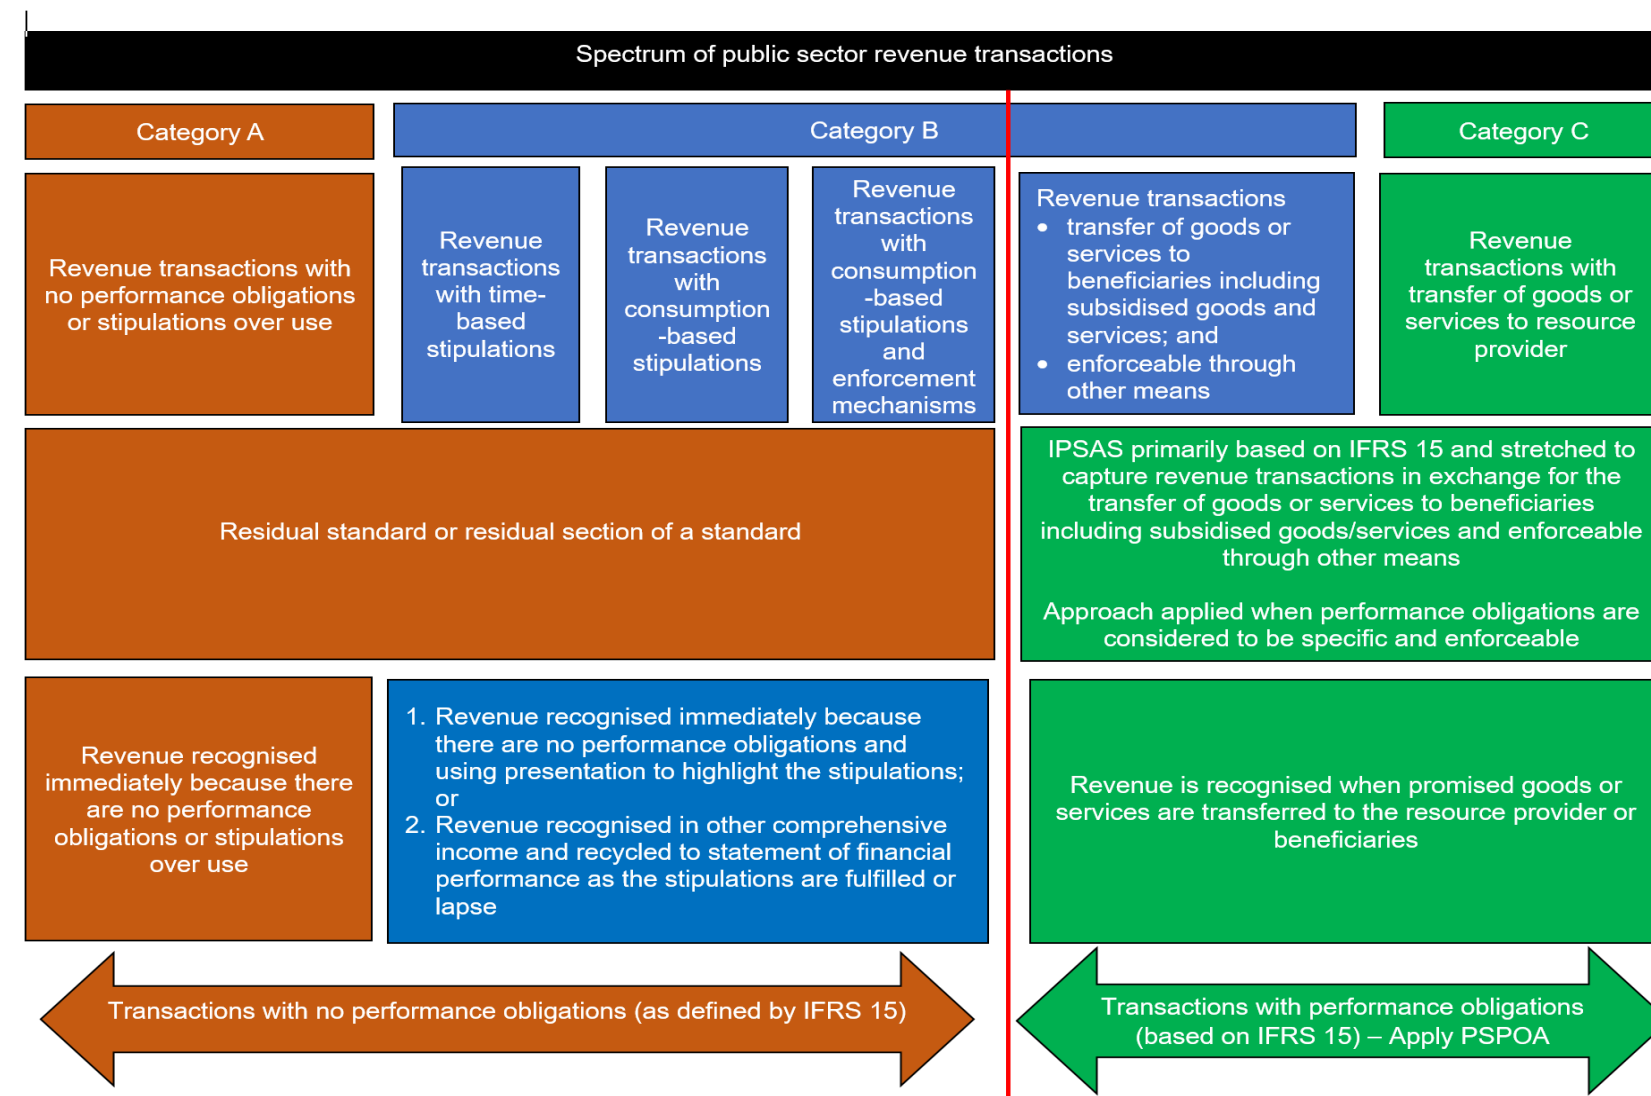 Spectrum of public sector revenue transactions
Category A
Category B
Category C
Revenue transactions with
no performance obligations
or stipulations over use
Revenue
transactions
with time-
based
stipulations
Revenue
transactions
with
consumption
-based
stipulations
Revenue
transactions
with
consumption
-based
stipulations
and
enforcement
mechanisms
Revenue transactions
• transfer of goods or
services to
beneficiaries including
subsidised goods and
services; and
• enforceable through
other means
Revenue
transactions with
transfer of goods or
services to resource
provider
Residual standard or residual section of a standard
IPSAS primarily based on IFRS 15 and stretched to
capture revenue transactions in exchange for the
transfer of goods or services to beneficiaries
including subsidised goods/services and enforceable
through other means
Approach applied when performance obligations are
considered to be specific and enforceable
Revenue recognised
immediately because there
are no performance
obligations or stipulations
over use
1. Revenue recognised immediately because
there are no performance obligations and
using presentation to highlight the stipulations;
or
2. Revenue recognised in other comprehensive
income and recycled to statement of financial
performance as the stipulations are fulfilled or
lapse
Revenue is recognised when promised goods or
services are transferred to the resource provider or
beneficiaries
Transactions with no performance obligations (as defined by IFRS 15)
Transactions with performance obligations
(based on IFRS 15) – Apply PSPOA